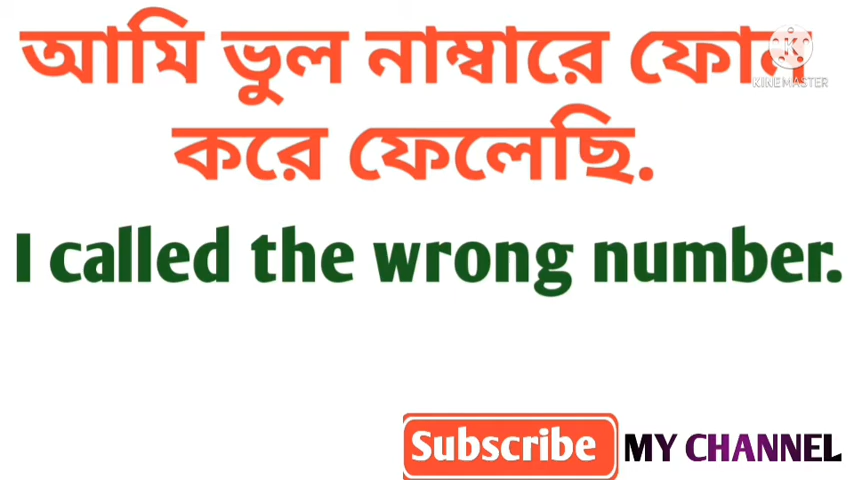 আমি ভুল নাম্বারে ফোন
KINEMASTER
করে ফেলেছি.
I called the wrong number.
Subscribe MY CHANNEL